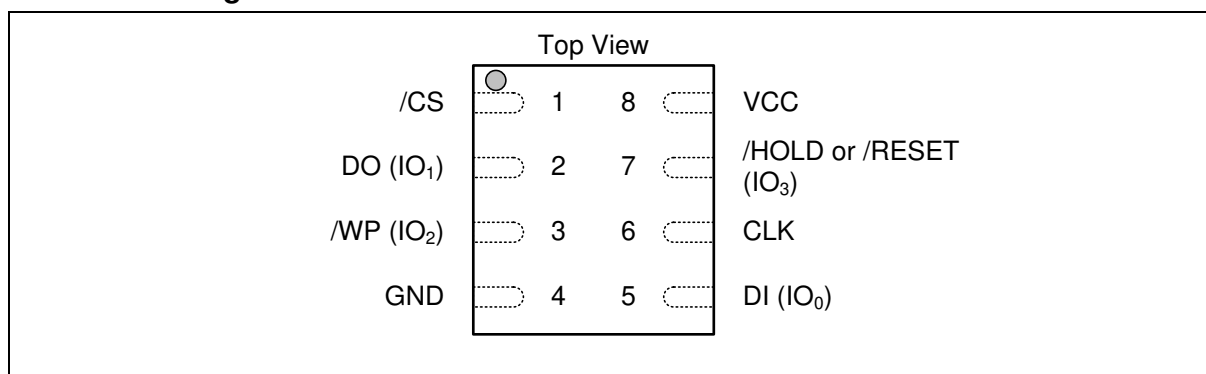 Top View
/CS 1 8 VCC
DO (IO₁) 2 7 /HOLD or /RESET
(IO₃)
/WP (IO₂) 3 6 CLK
GND 4 5 DI (IO₀)